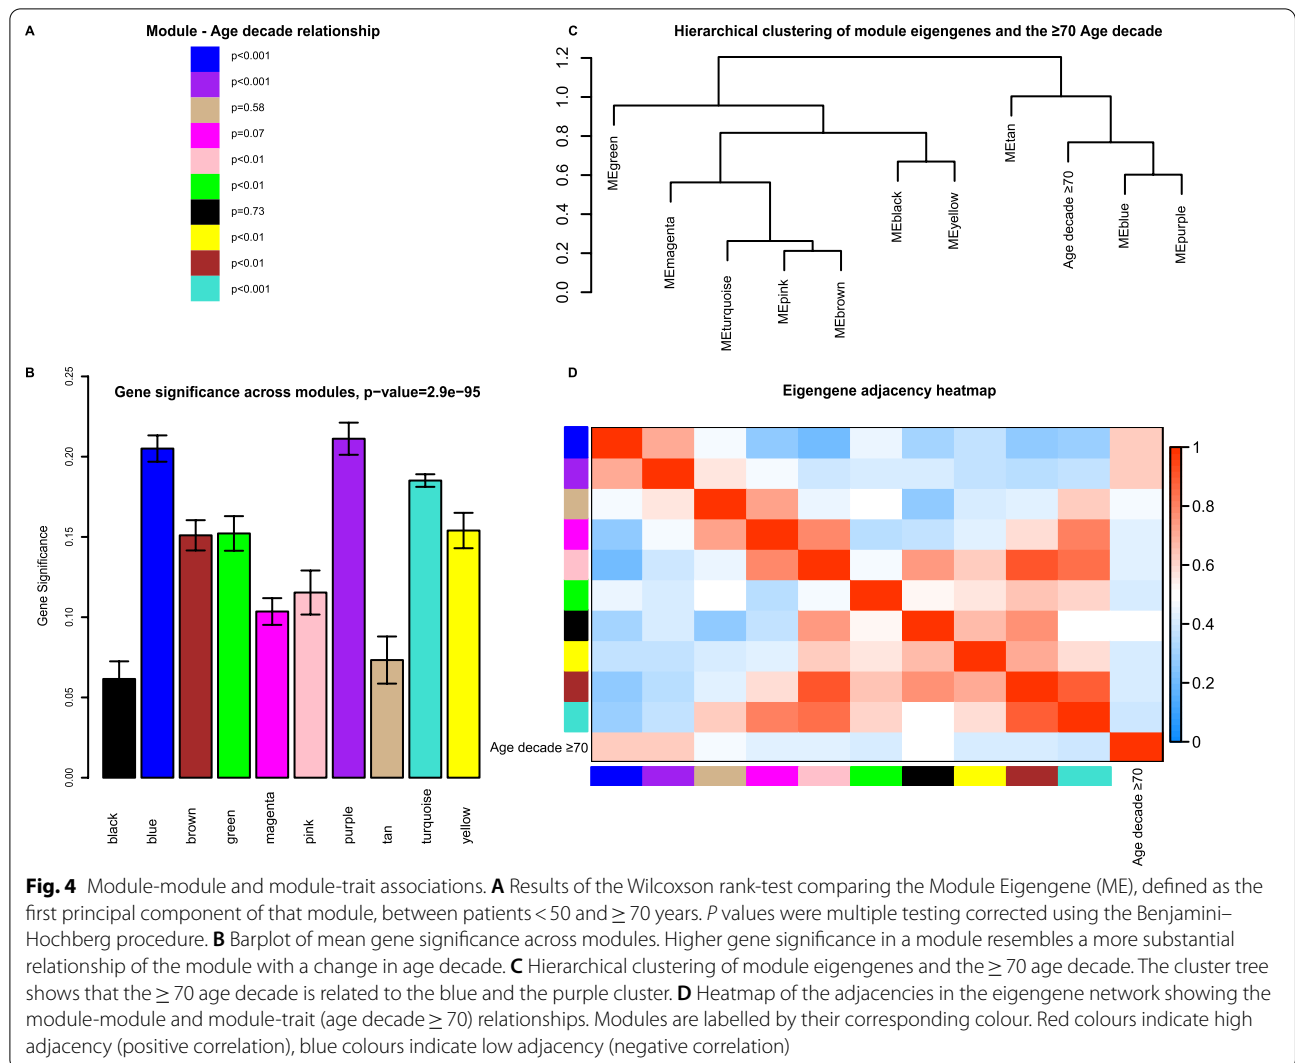 A
Module - Age decade relationship
p<0.001
p<0.001
p=0.58
p=0.07
p<0.01
p<0.01
p=0.73
p<0.01
p<0.01
p<0.001
C
Hierarchical clustering of module eigengenes and the ≥70 Age decade
1.2
1.0
0.8
0.6
0.4
0.2
0.0
MEgreen
MEmagenta
MEturquoise
MEpink
MEbrown
MEblack
MEyellow
MEtan
Age decade ≥70
MEblue
MEpurple
B
Gene significance across modules, p−value=2.9e−95
Gene Significance
0.25
0.20
0.15
0.10
0.05
0.00
black
blue
brown
green
magenta
pink
purple
tan
turquoise
yellow
D
Eigengene adjacency heatmap
1
0.8
0.6
0.4
0.2
0
Age decade ≥70
Age decade ≥70
Fig. 4 Module-module and module-trait associations. A Results of the Wilcoxson rank-test comparing the Module Eigengene (ME), defined as the
first principal component of that module, between patients < 50 and ≥ 70 years. P values were multiple testing corrected using the Benjamini–
Hochberg procedure. B Barplot of mean gene significance across modules. Higher gene significance in a module resembles a more substantial
relationship of the module with a change in age decade. C Hierarchical clustering of module eigengenes and the ≥ 70 age decade. The cluster tree
shows that the ≥ 70 age decade is related to the blue and the purple cluster. D Heatmap of the adjacencies in the eigengene network showing the
module-module and module-trait (age decade ≥ 70) relationships. Modules are labelled by their corresponding colour. Red colours indicate high
adjacency (positive correlation), blue colours indicate low adjacency (negative correlation)